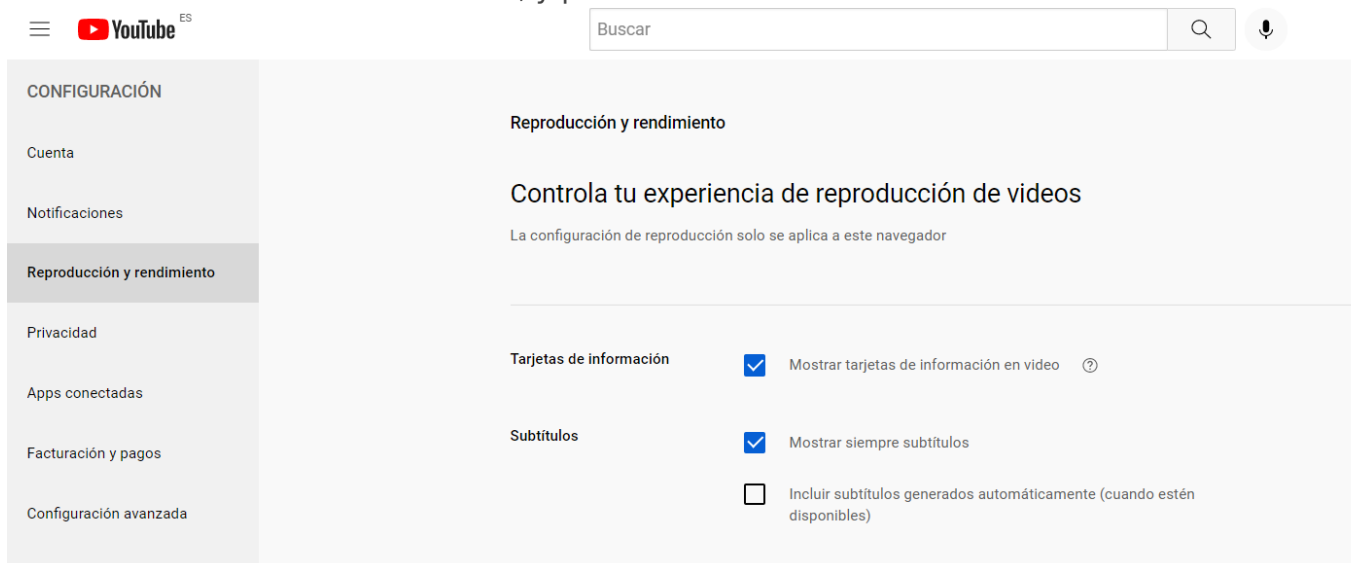 YouTube ES
Buscar
CONFIGURACIÓN
Cuenta
Notificaciones
Reproducción y rendimiento
Privacidad
Apps conectadas
Facturación y pagos
Configuración avanzada
Reproducción y rendimiento
Controla tu experiencia de reproducción de videos
La configuración de reproducción solo se aplica a este navegador
Tarjetas de información
Mostrar tarjetas de información en video
Subtítulos
Mostrar siempre subtítulos
Incluir subtítulos generados automáticamente (cuando estén
disponibles)